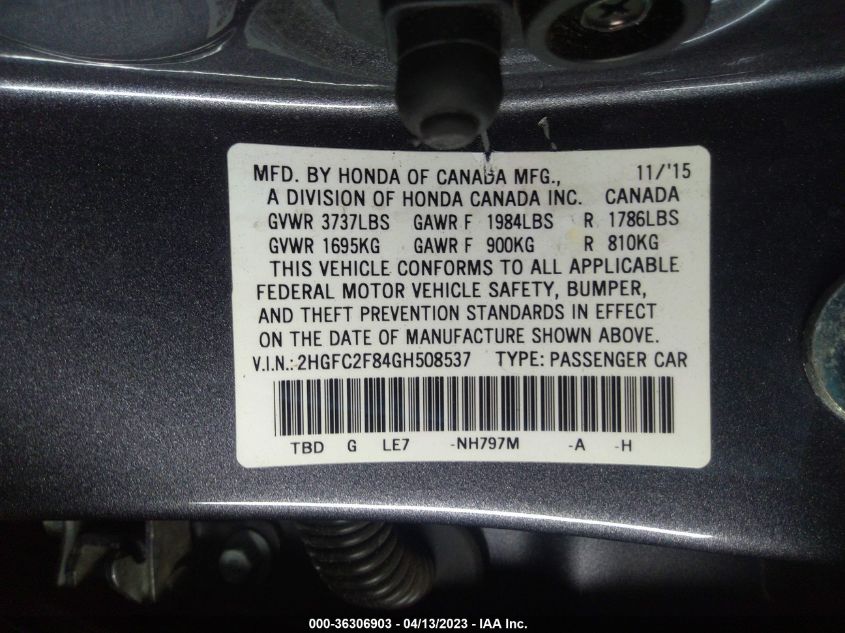 MFD. BY HONDA OF CANADA MFG., 11/'15
A DIVISION OF HONDA CANADA INC. CANADA
GVWR 3737LBS GAWR F 1984LBS R 1786LBS
GVWR 1695KG GAWR F 900KG R 810KG
THIS VEHICLE CONFORMS TO ALL APPLICABLE
FEDERAL MOTOR VEHICLE SAFETY, BUMPER,
AND THEFT PREVENTION STANDARDS IN EFFECT
ON THE DATE OF MANUFACTURE SHOWN ABOVE.
V.I.N.: 2HGFC2F84GH508537 TYPE: PASSENGER CAR
TBD G LE7 -NH797M -A -H
000-36306903 - 04/13/2023 - IAA Inc.